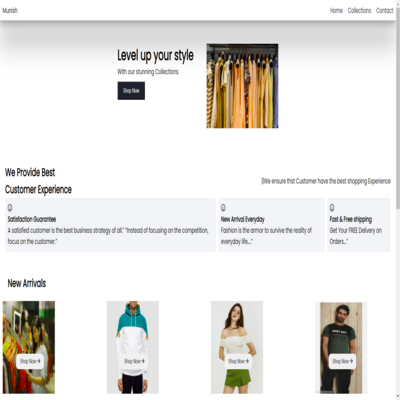 Munish
Home Collections Contact
Level up your style
With our stunning Collections
Shop Now
We Provide Best
Customer Experience
|We ensure that Customer have the best shopping Experience
Satisfaction Guarantee
A satisfied customer is the best business strategy of all.” “Instead of focusing on the competition,
focus on the customer.”
New Arrival Everyday
Fashion is the armor to survive the reality of
everyday life...”
Fast & Free shipping
Get Your FREE Delivery on
Orders...”
New Arrivals
Shop Now →
Shop Now →
Shop Now →
Shop Now →